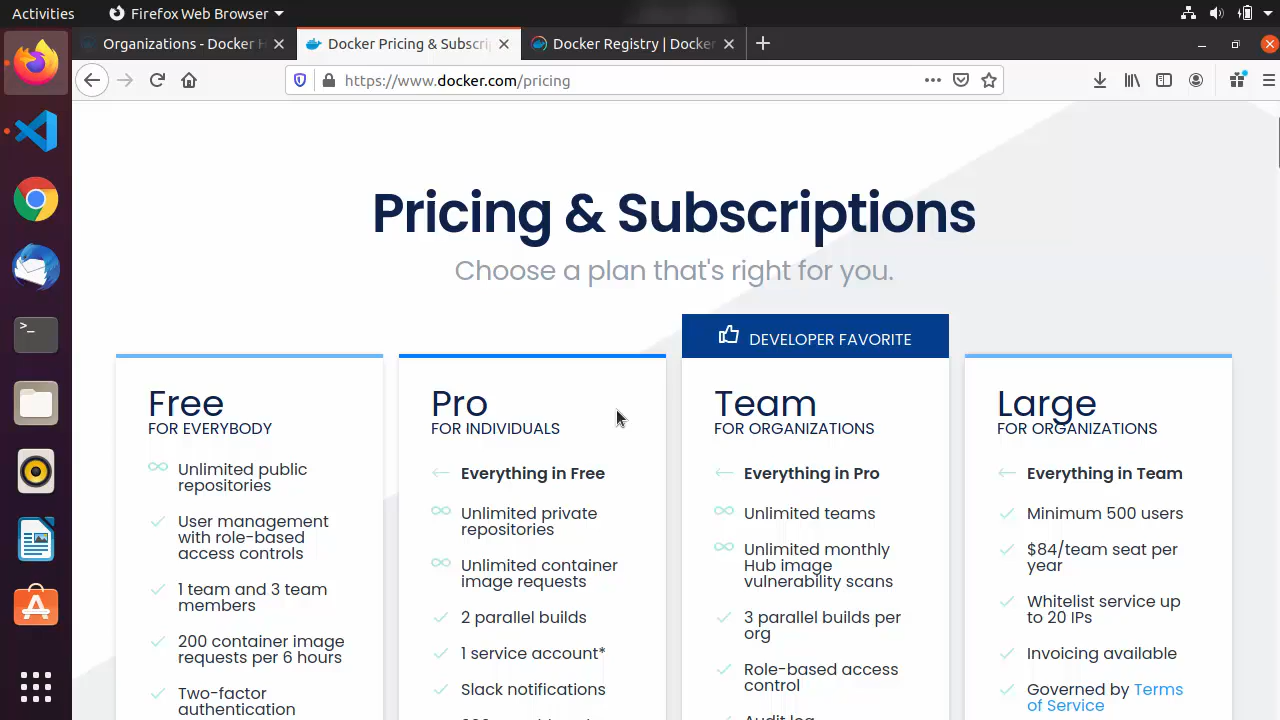 Activities
Firefox Web Browser
Organizations - Docker H
Docker Pricing & Subscri
Docker Registry | Docker
https://www.docker.com/pricing
Pricing & Subscriptions
Choose a plan that's right for you.
DEVELOPER FAVORITE
Free
FOR EVERYBODY
Unlimited public
repositories
User management
with role-based
access controls
1 team and 3 team
members
200 container image
requests per 6 hours
Two-factor
authentication
Pro
FOR INDIVIDUALS
Everything in Free
Unlimited private
repositories
Unlimited container
image requests
2 parallel builds
1 service account*
Slack notifications
Team
FOR ORGANIZATIONS
Everything in Pro
Unlimited teams
Unlimited monthly
Hub image
vulnerability scans
3 parallel builds per
org
Role-based access
control
Audit log
Large
FOR ORGANIZATIONS
Everything in Team
Minimum 500 users
$84/team seat per
year
Whitelist service up
to 20 IPs
Invoicing available
Governed by Terms
of Service